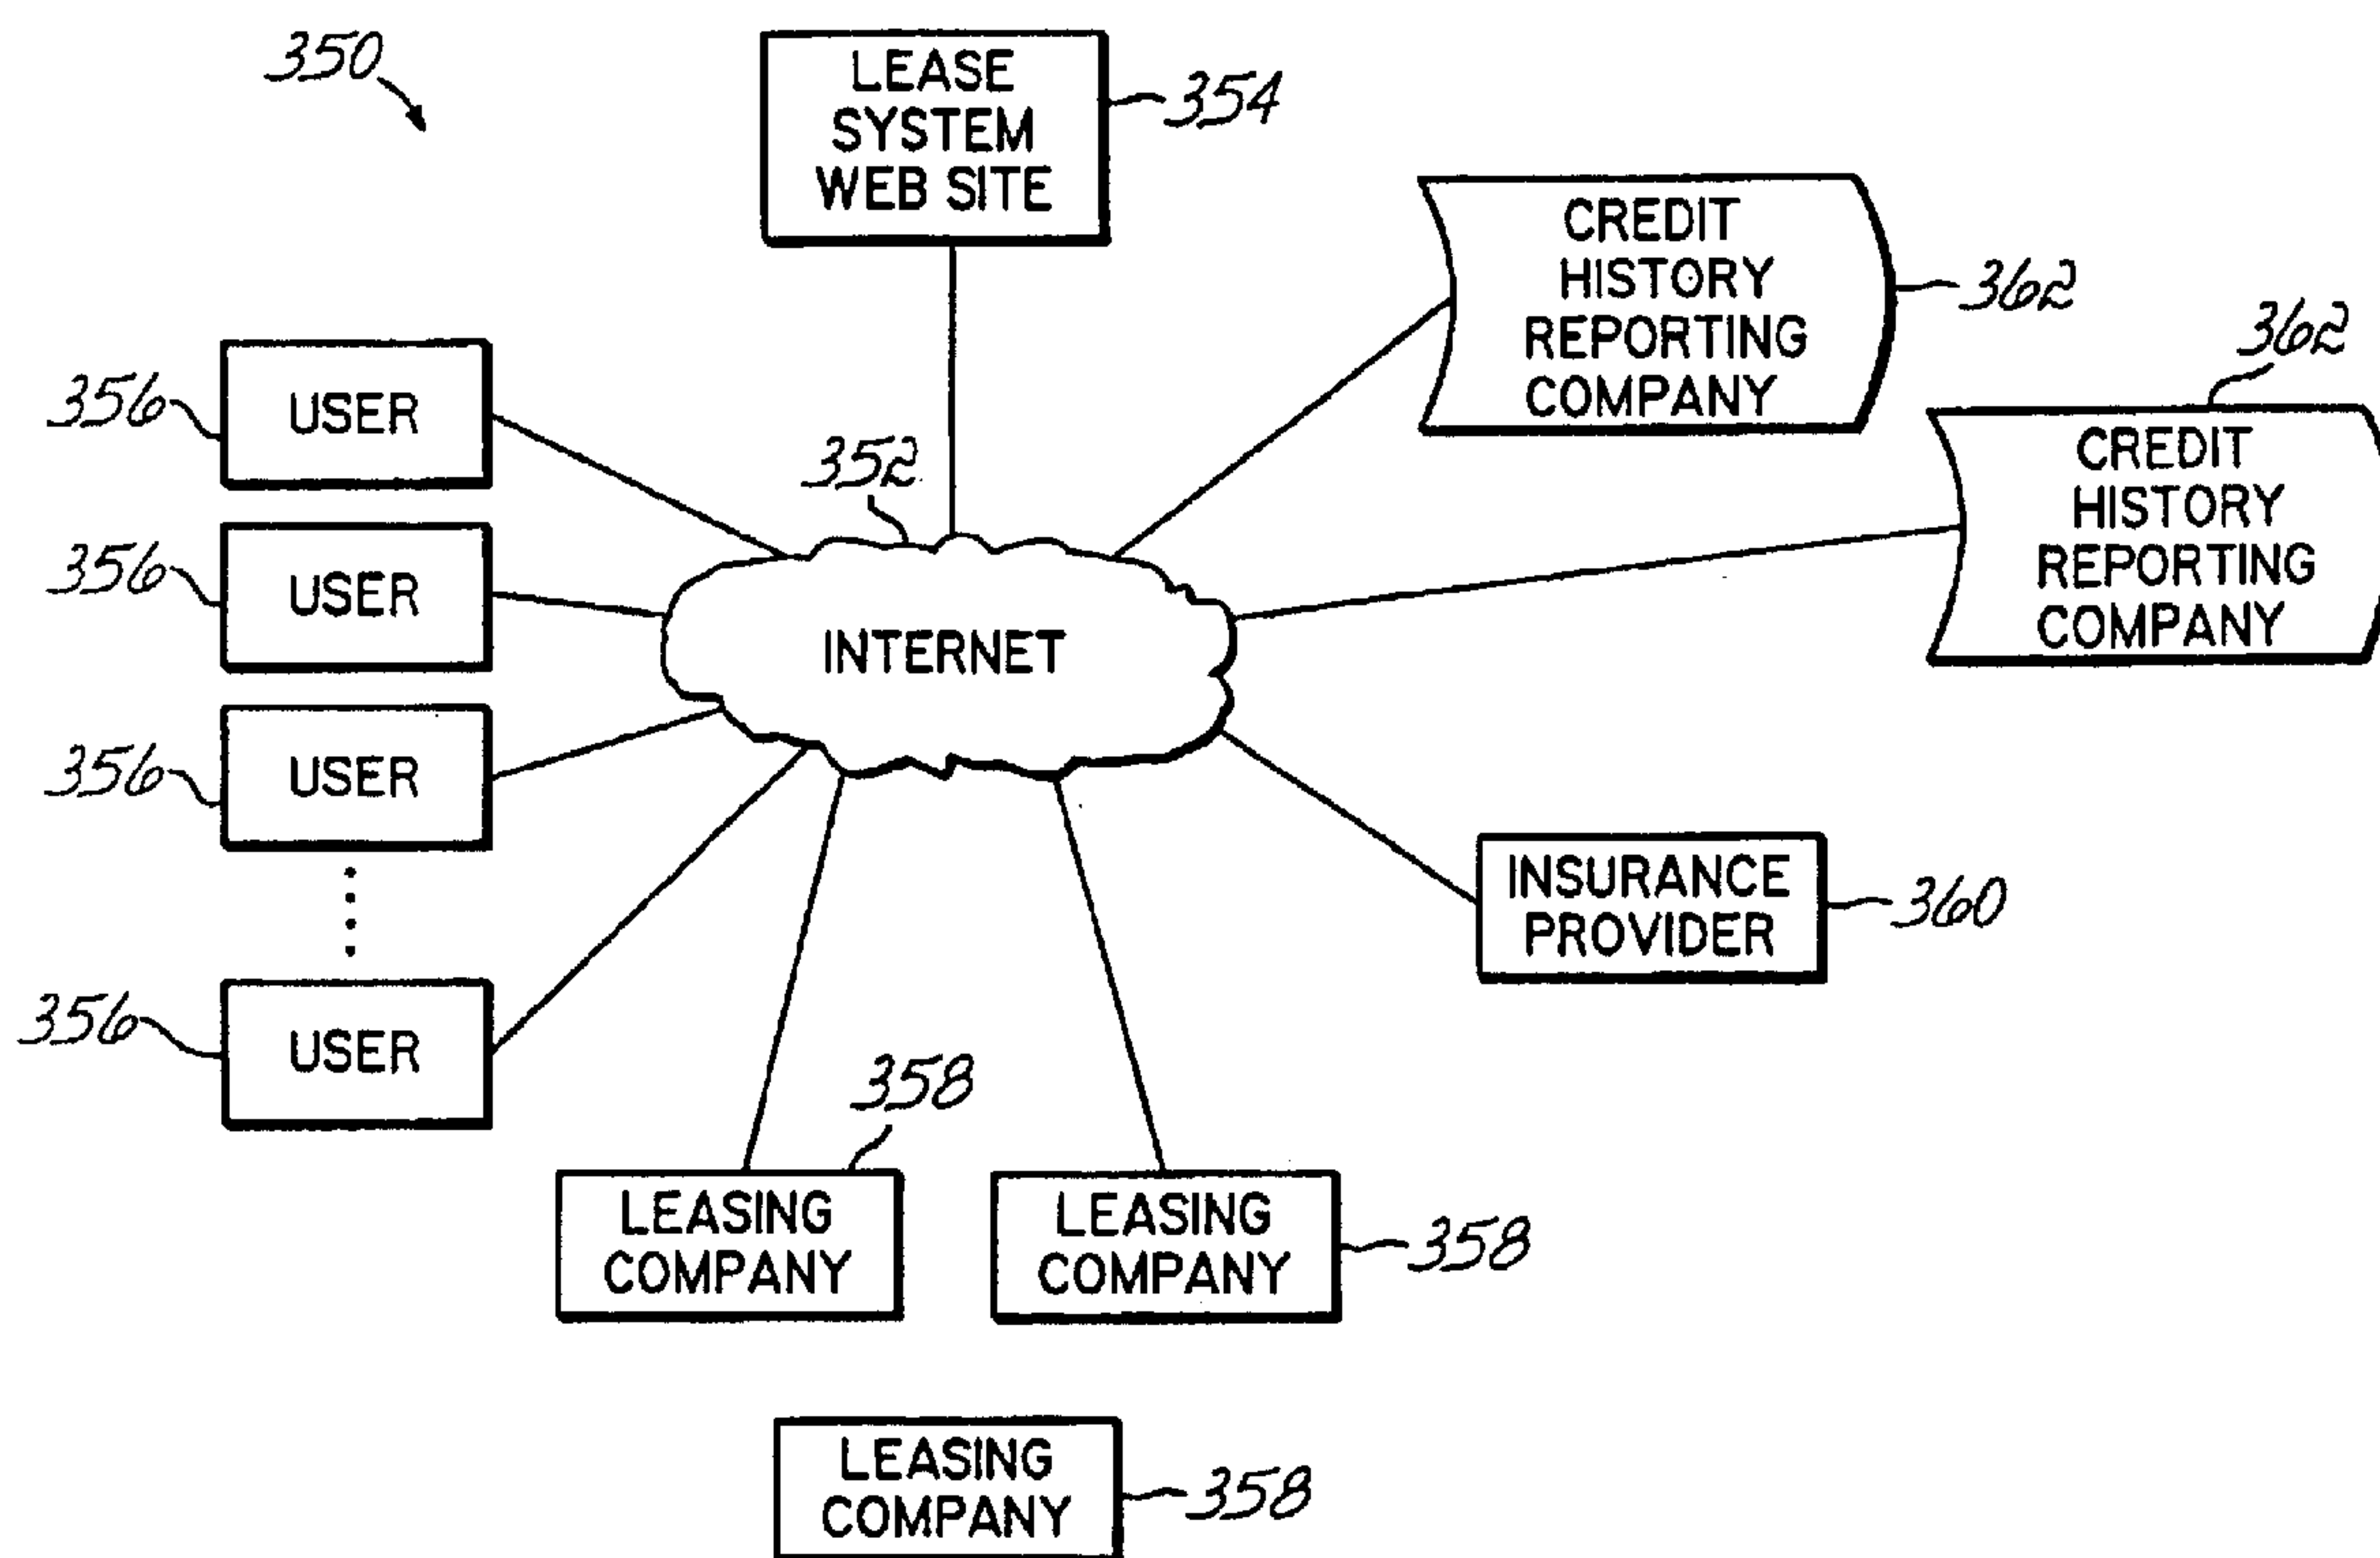 350
LEASE
SYSTEM
WEB SITE
354
CREDIT
HISTORY
REPORTING
COMPANY
362
362
CREDIT
HISTORY
REPORTING
COMPANY
356
USER
352
356
USER
INTERNET
356
USER
INSURANCE
PROVIDER
360
356
USER
358
LEASING
COMPANY
LEASING
COMPANY
358
LEASING
COMPANY
358